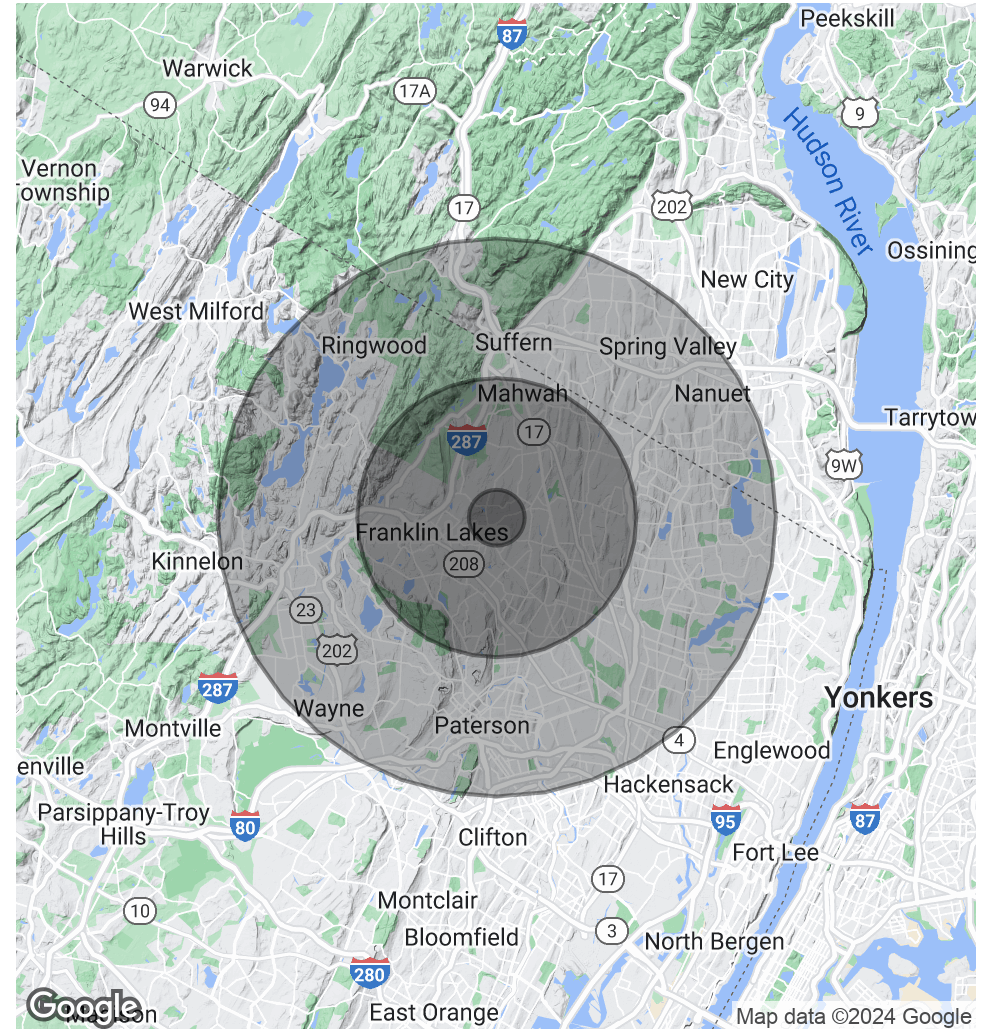 Peekskill
87
Warwick
17A
94
9
Hudson River
Vernon
ownship
17
202
Ossining
New City
West Milford
Ringwood
Suffern
Spring Valley
Mahwah
Nanuet
Tarrytow
17
287
9W
Franklin Lakes
Kinnelon
208
23
202
287
Yonkers
Wayne
Montville
Paterson
4
Englewood
enville
Hackensack
Parsippany-Troy
Hills
80
95
87
Clifton
Fort Lee
17
Montclair
10
3
Bloomfield
North Bergen
280
Google
East Orange
Map data ©2024 Google